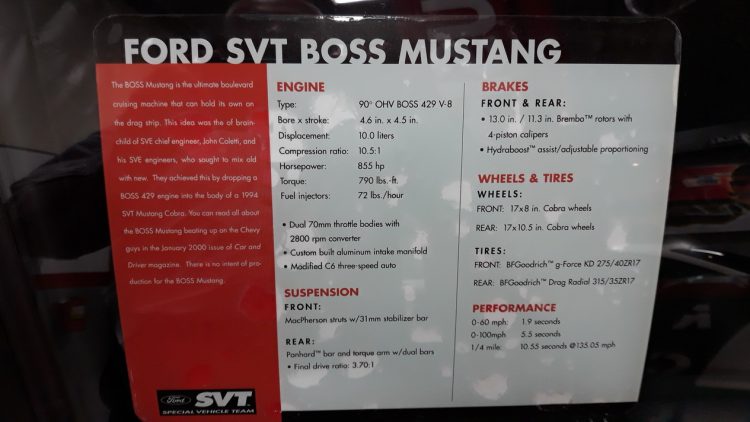 FORD SVT BOSS MUSTANG
The BOSS Mustang is the ultimate boulevard
cruising machine that can hold its own on
the drag strip. This idea was the of brain-
child of SVE chief engineer, John Coletti, and
his SVE engineers, who sought to mix old
with new. They achieved this by dropping a
BOSS 429 engine into the body of a 1994
SVT Mustang Cobra. You can read all about
the BOSS Mustang beating up on the Chevy
guys in the January 2000 issue of Car and
Driver magazine. There is no intent of pro-
duction for the BOSS Mustang.
Ford SVT
SPECIAL VEHICLE TEAM
ENGINE
Type: 90° OHV BOSS 429 V-8
Bore x stroke: 4.6 in. x 4.5 in.
Displacement: 10.0 liters
Compression ratio: 10.5:1
Horsepower: 855 hp
Torque: 790 lbs.-ft.
Fuel injectors: 72 lbs./hour
• Dual 70mm throttle bodies with
2800 rpm converter
• Custom built aluminum intake manifold
• Modified C6 three-speed auto
SUSPENSION
FRONT:
MacPherson struts w/31mm stabilizer bar
REAR:
Panhard™ bar and torque arm w/dual bars
• Final drive ratio: 3.70:1
BRAKES
FRONT & REAR:
• 13.0 in. / 11.3 in. Brembo™ rotors with
4-piston calipers
• Hydraboost™ assist/adjustable proportioning
WHEELS & TIRES
WHEELS:
FRONT: 17x8 in. Cobra wheels
REAR: 17x10.5 in. Cobra wheels
TIRES:
FRONT: BFGoodrich™ g-Force KD 275/40ZR17
REAR: BFGoodrich™ Drag Radial 315/35ZR17
PERFORMANCE
0-60 mph: 1.9 seconds
0-100mph 5.5 seconds
1/4 mile: 10.55 seconds @135.05 mph